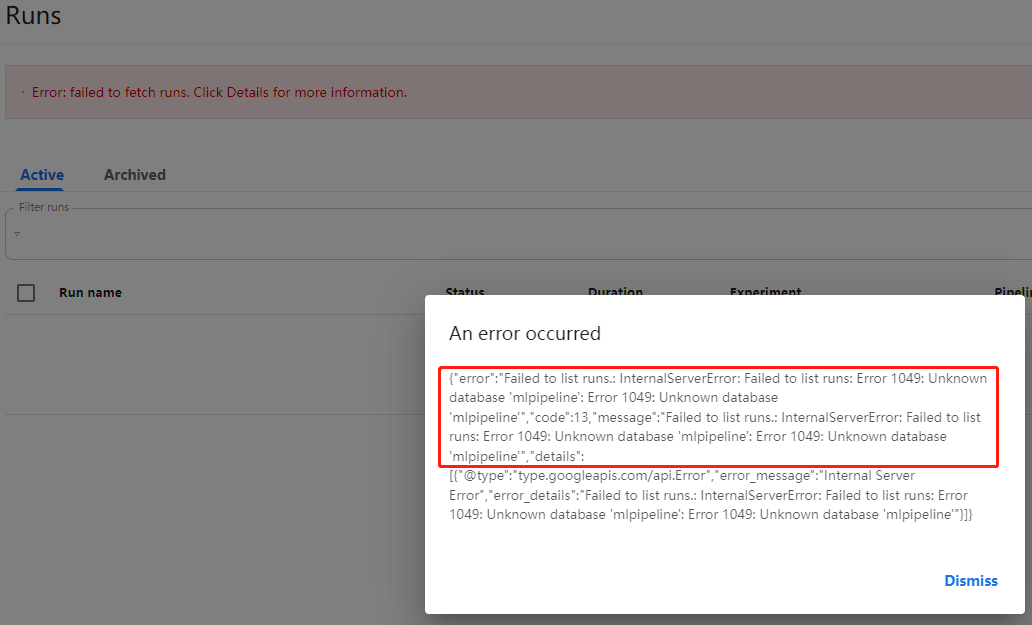 Runs
· Error: failed to fetch runs. Click Details for more information.
Active Archived
Filter runs
Run name Status Duration Experiment
An error occurred
{"error":"Failed to list runs.: InternalServerError: Failed to list runs: Error 1049: Unknown
database 'mlpipeline': Error 1049: Unknown database
'mlpipeline'","code":13,"message":"Failed to list runs.: InternalServerError: Failed to list
runs: Error 1049: Unknown database 'mlpipeline': Error 1049: Unknown database
'mlpipeline'","details":
[{"@type":"type.googleapis.com/api.Error","error_message":"Internal Server
Error","error_details":"Failed to list runs.: InternalServerError: Failed to list runs: Error
1049: Unknown database 'mlpipeline': Error 1049: Unknown database 'mlpipeline'"}]}
Dismiss